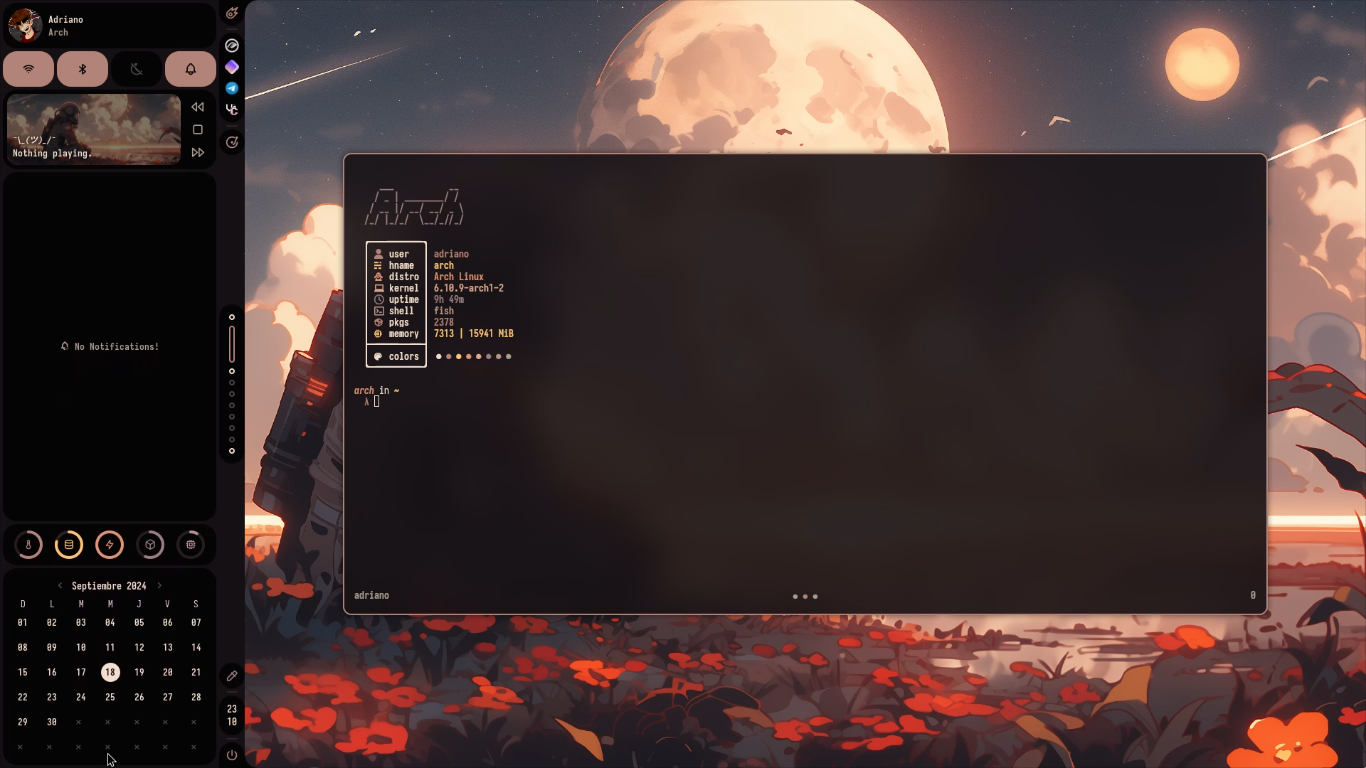 Adriano
Arch
¯\_(ツ)_/¯
Nothing playing.
No Notifications!
Septiembre 2024
D L M M J V S
01 02 03 04 05 06 07
08 09 10 11 12 13 14
15 16 17 18 19 20 21
22 23 24 25 26 27 28
29 30 × × × × ×
× × × × × × ×
23
10
Arch
user adriano
hname arch
distro Arch Linux
kernel 6.10.9-arch1-2
uptime 9h 49m
shell fish
pkgs 2378
memory 7313 | 15941 MiB
colors
arch in ~
λ
adriano
0